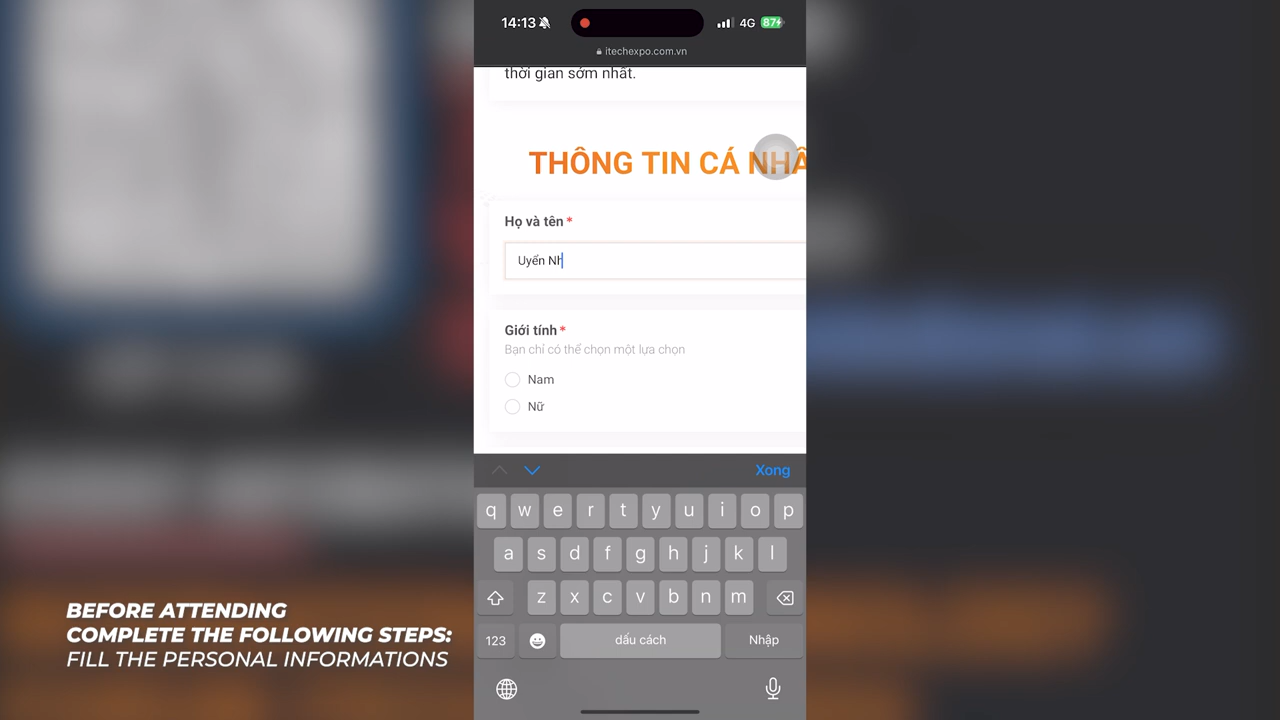 14:13
4G
87
itechexpo.com.vn
thời gian sớm nhất.
THÔNG TIN CÁ NHÂ
Họ và tên *
Uyển Nh
Giới tính *
Bạn chỉ có thể chọn một lựa chọn
Nam
Nữ
Xong
q w e r t y u i o p
a s d f g h j k l
z x c v b n m
123
dấu cách
Nhập
BEFORE ATTENDING
COMPLETE THE FOLLOWING STEPS:
FILL THE PERSONAL INFORMATIONS